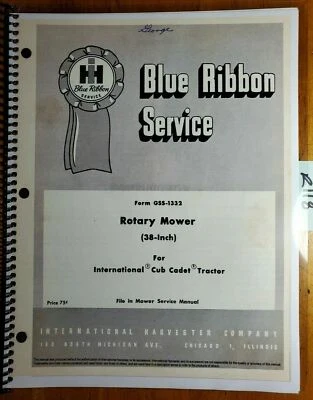 George
IH
Blue Ribbon
SERVICE
Blue Ribbon
Service
Form GSS-1332
Rotary Mower
(38-Inch)
For
International® Cub Cadet® Tractor
Price 75¢
File in Mower Service Manual
INTERNATIONAL HARVESTER COMPANY
180 NORTH MICHIGAN AVE. CHICAGO 1, ILLINOIS
R118